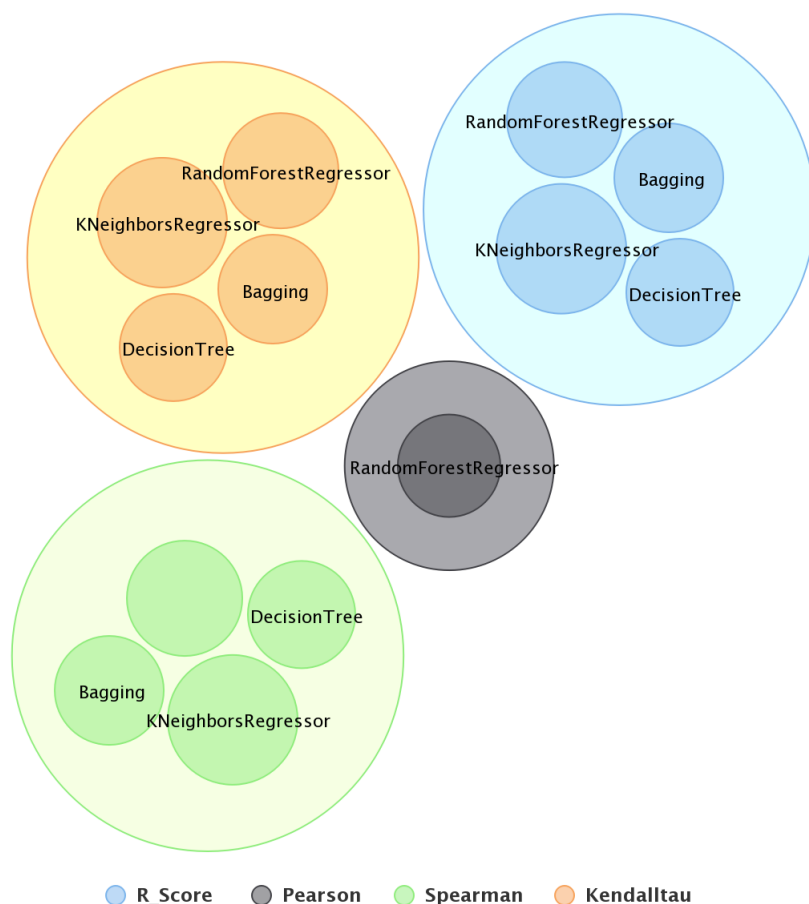 RandomForestRegressor
KNeighborsRegressor
Bagging
DecisionTree
RandomForestRegressor
Bagging
KNeighborsRegressor
DecisionTree
RandomForestRegressor
DecisionTree
Bagging
KNeighborsRegressor
R_Score Pearson Spearman Kendalltau